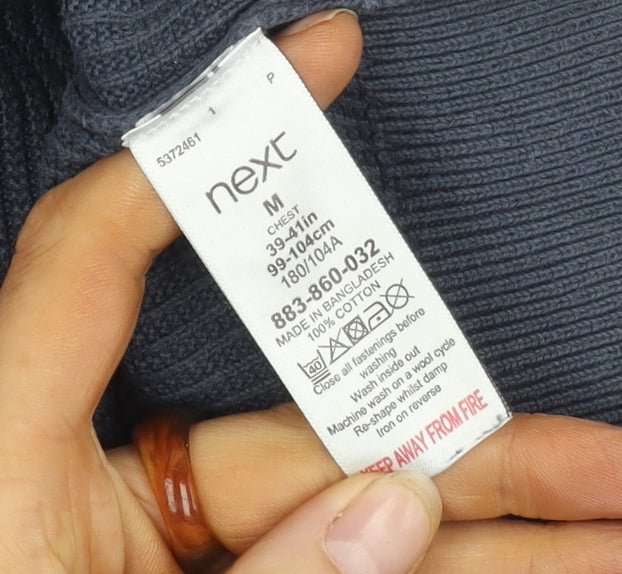 5372461 1 P
next
M
CHEST
39-41in
99-104cm
180/104A
883-860-032
MADE IN BANGLADESH
100% COTTON
40
Close all fastenings before
washing
Wash inside out
Machine wash on a wool cycle
Re-shape whilst damp
Iron on reverse
KEEP AWAY FROM FIRE